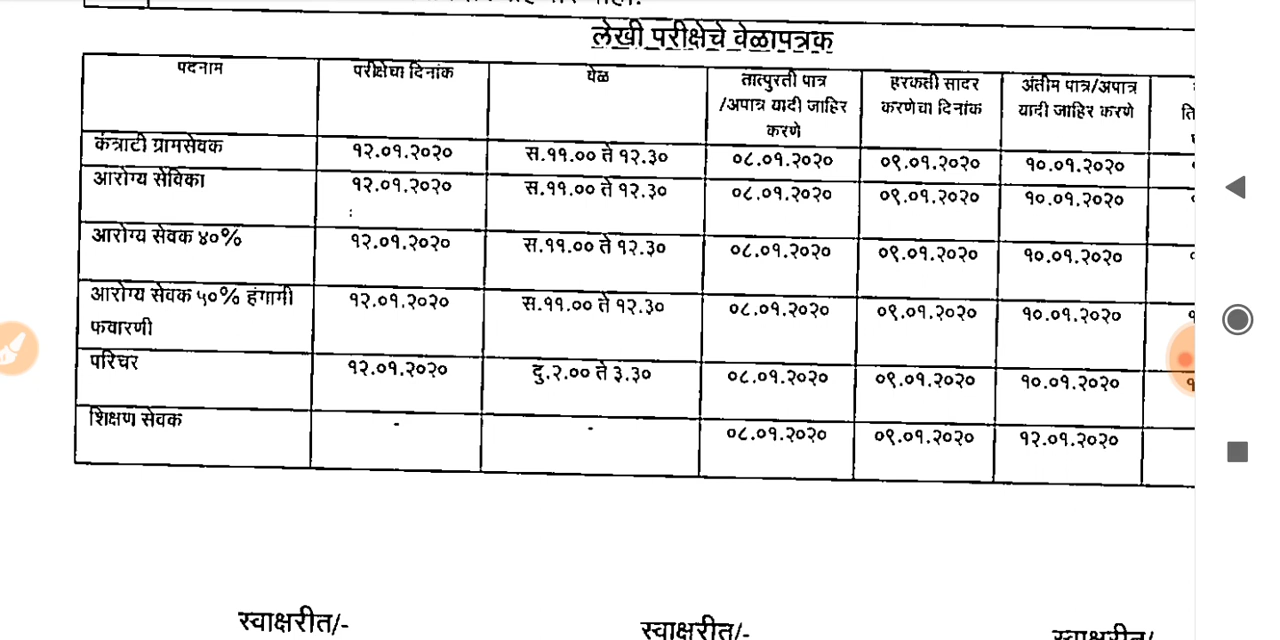 लेखी परीक्षेचे वेळापत्रक
पदनाम परीक्षेचा दिनांक वेळ तात्पुरती पात्र /अपात्र यादी जाहिर करणे हरकती सादर करणेचा दिनांक अंतीम पात्र/अपात्र यादी जाहिर करणे
कंत्राटी ग्रामसेवक १२.०१.२०२० स.११.०० ते १२.३० ०८.०१.२०२० ०९.०१.२०२० १०.०१.२०२०
आरोग्य सेविका १२.०१.२०२० स.११.०० ते १२.३० ०८.०१.२०२० ०९.०१.२०२० १०.०१.२०२०
आरोग्य सेवक ४०% १२.०१.२०२० स.११.०० ते १२.३० ०८.०१.२०२० ०९.०१.२०२० १०.०१.२०२०
आरोग्य सेवक ५०% हंगामी १२.०१.२०२० स.११.०० ते १२.३० ०८.०१.२०२० ०९.०१.२०२० १०.०१.२०२०
फवारणी
परिचर १२.०१.२०२० दु.२.०० ते ३.३० ०८.०१.२०२० ०९.०१.२०२० १०.०१.२०२०
शिक्षण सेवक - - ०८.०१.२०२० ०९.०१.२०२० १२.०१.२०२०
स्वाक्षरीत/- स्वाक्षरीत/- स्वाक्षरीत/